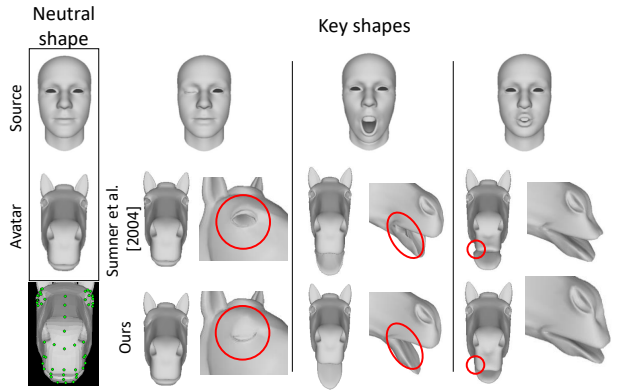 Neutral
shape
Key shapes
Source
Avatar
Sumner et al.
[2004]
Ours